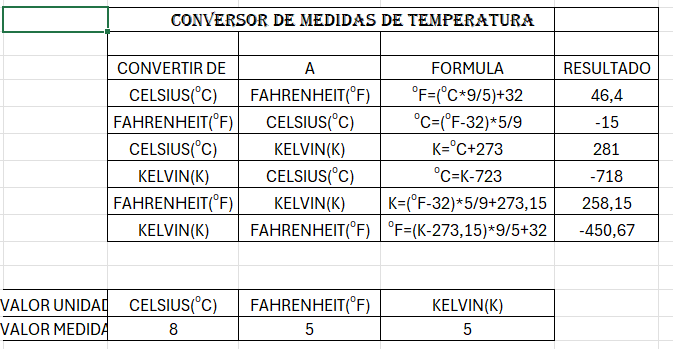 CONVERSOR DE MEDIDAS DE TEMPERATURA
CONVERTIR DE A FORMULA RESULTADO
CELSIUS(°C) FAHRENHEIT(°F) °F=(°C*9/5)+32 46,4
FAHRENHEIT(°F) CELSIUS(°C) °C=(°F-32)*5/9 -15
CELSIUS(°C) KELVIN(K) K=°C+273 281
KELVIN(K) CELSIUS(°C) °C=K-723 -718
FAHRENHEIT(°F) KELVIN(K) K=(°F-32)*5/9+273,15 258,15
KELVIN(K) FAHRENHEIT(°F) °F=(K-273,15)*9/5+32 -450,67
VALOR UNIDAD CELSIUS(°C) FAHRENHEIT(°F) KELVIN(K)
VALOR MEDIDA 8 5 5